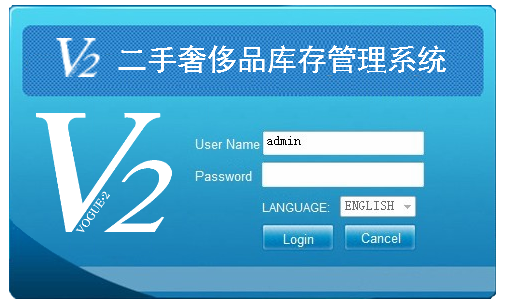 V2 二手奢侈品库存管理系统
V2
VOGUE·2
User Name admin
Password
LANGUAGE: ENGLISH
Login Cancel